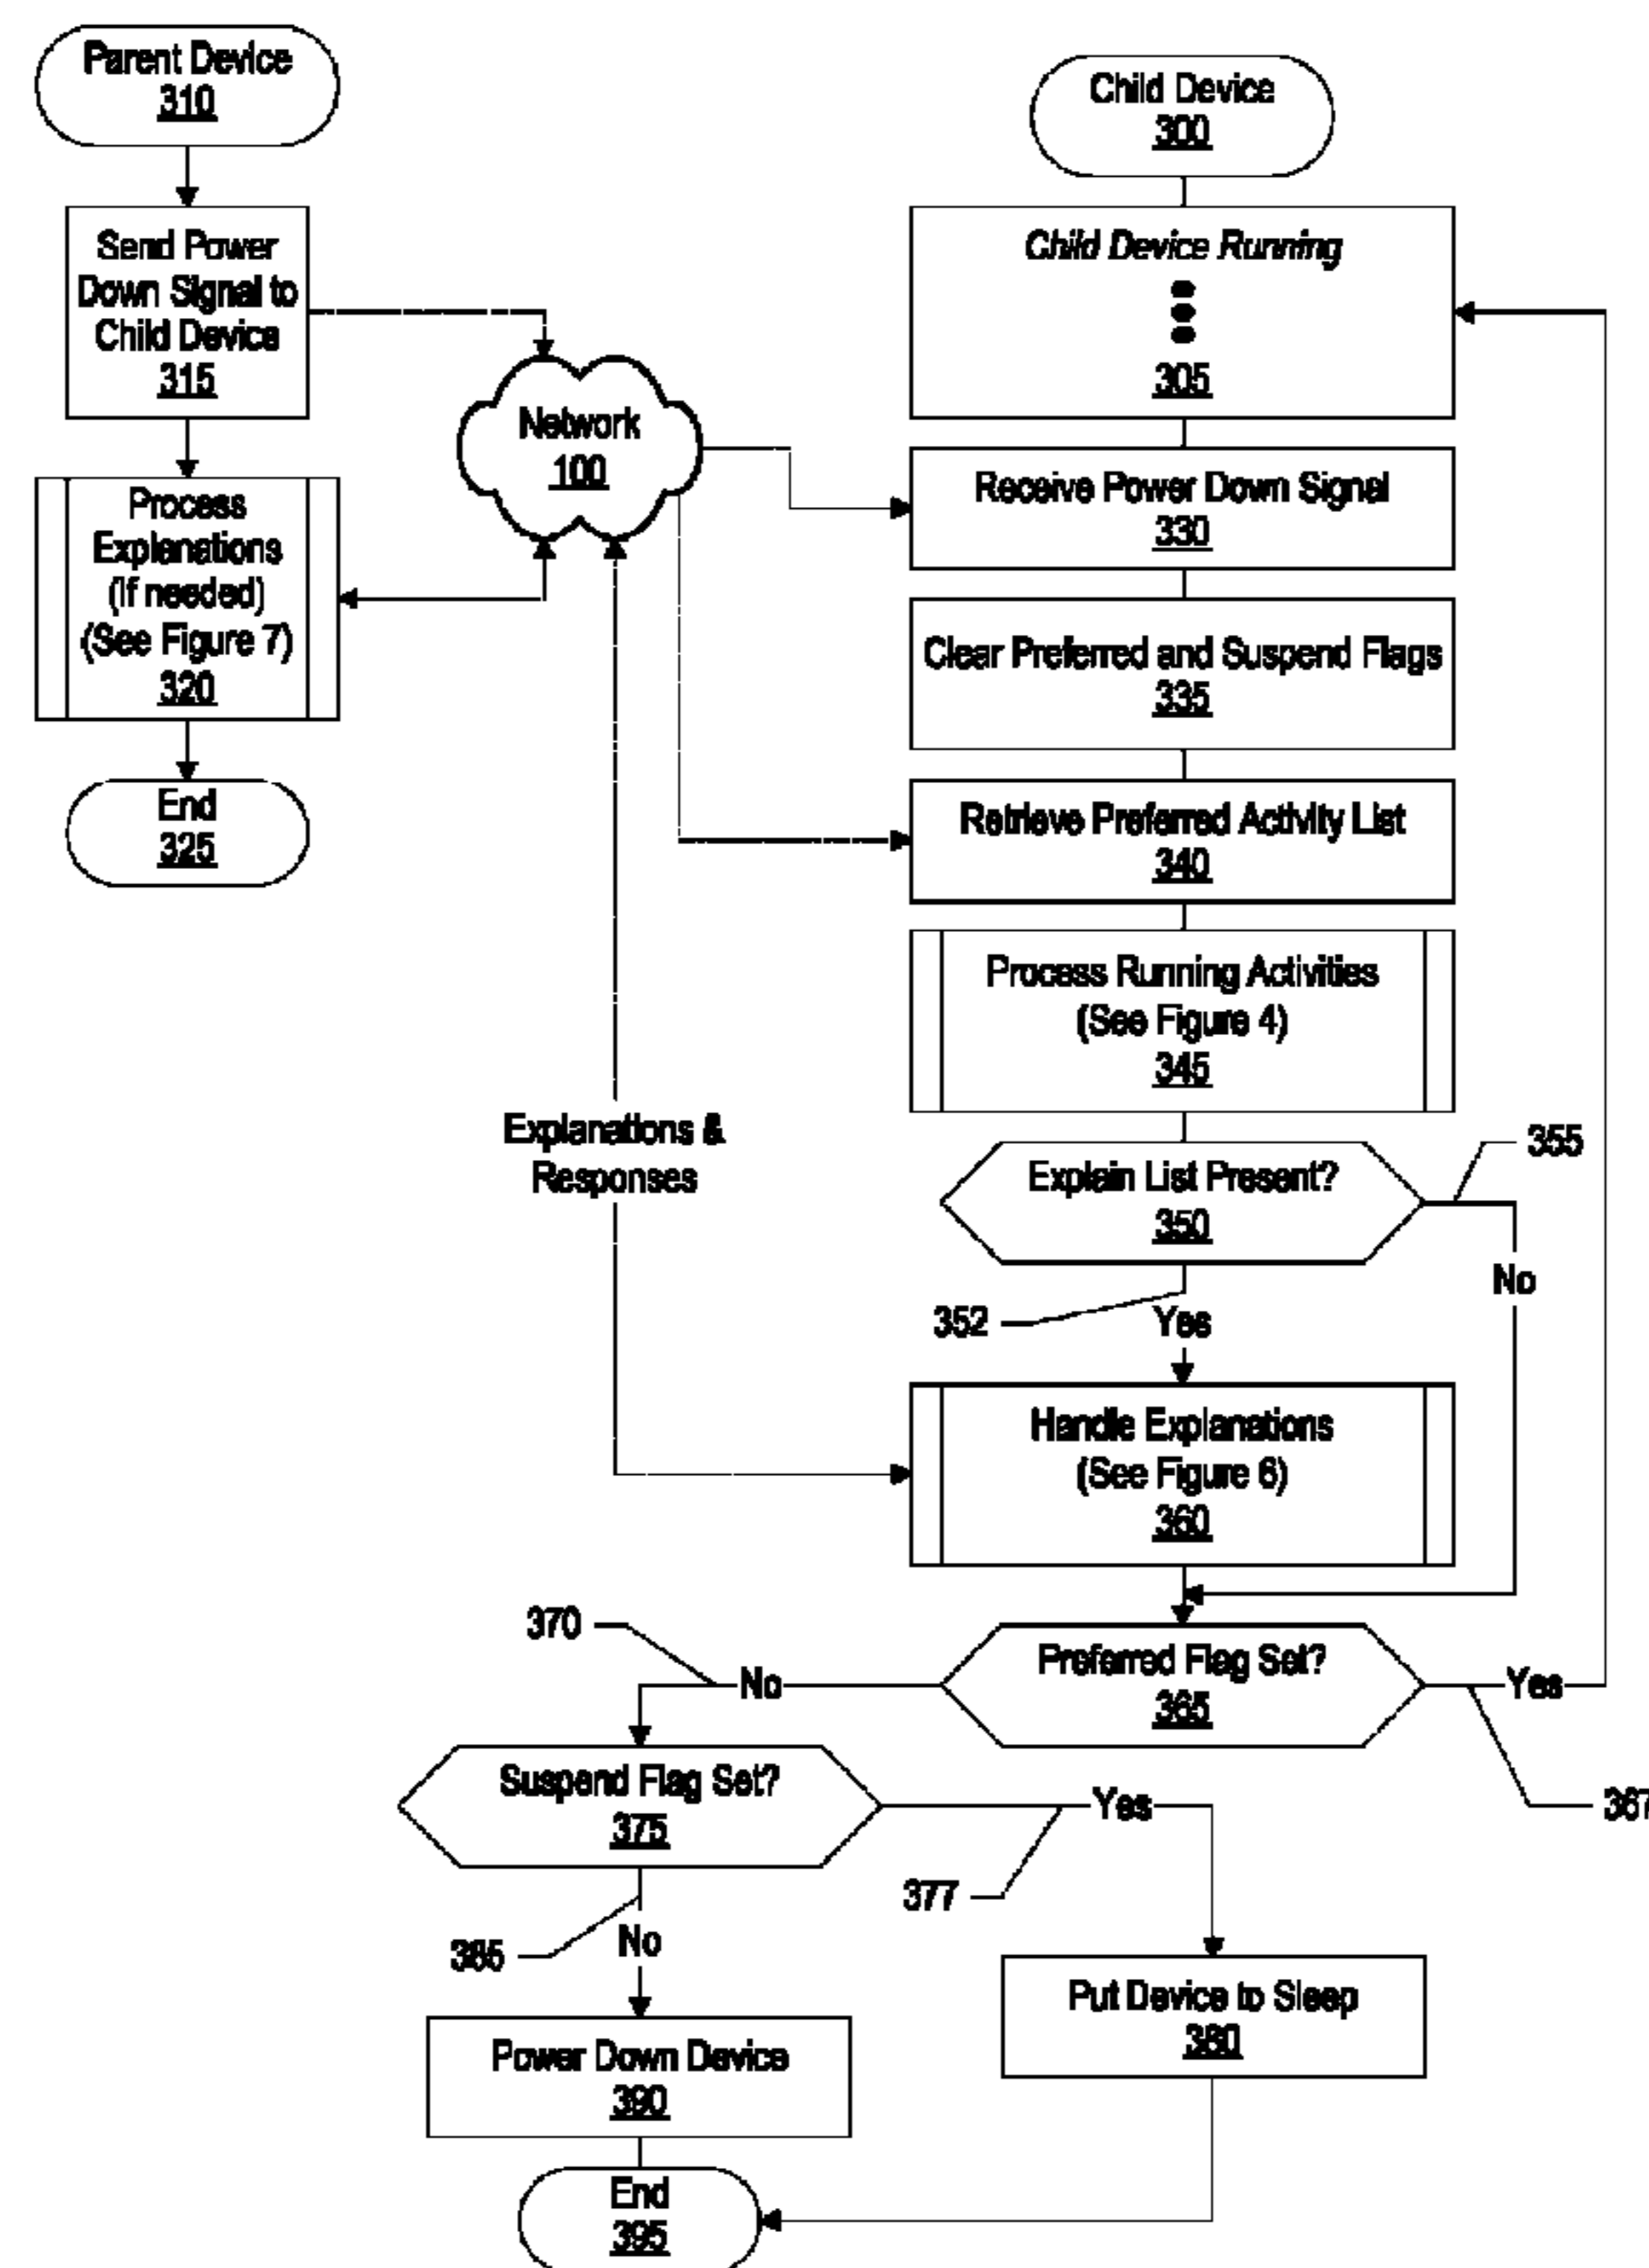 Parent Device
310
Send Power
Down Signal to
Child Device
315
Process
Explanations
(if needed)
(See Figure 7)
320
End
325
Network
100
Explanations &
Responses
Child Device
300
Child Device Running
305
Receive Power Down Signal
330
Clear Preferred and Suspend Flags
335
Retrieve Preferred Activity List
340
Process Running Activities
(See Figure 4)
345
Explain List Present?
350
355
No
352
Yes
Handle Explanations
(See Figure 6)
360
Preferred Flag Set?
365
Yes
367
370
No
Suspend Flag Set?
375
Yes
377
385
No
Put Device to Sleep
380
Power Down Device
390
End
395